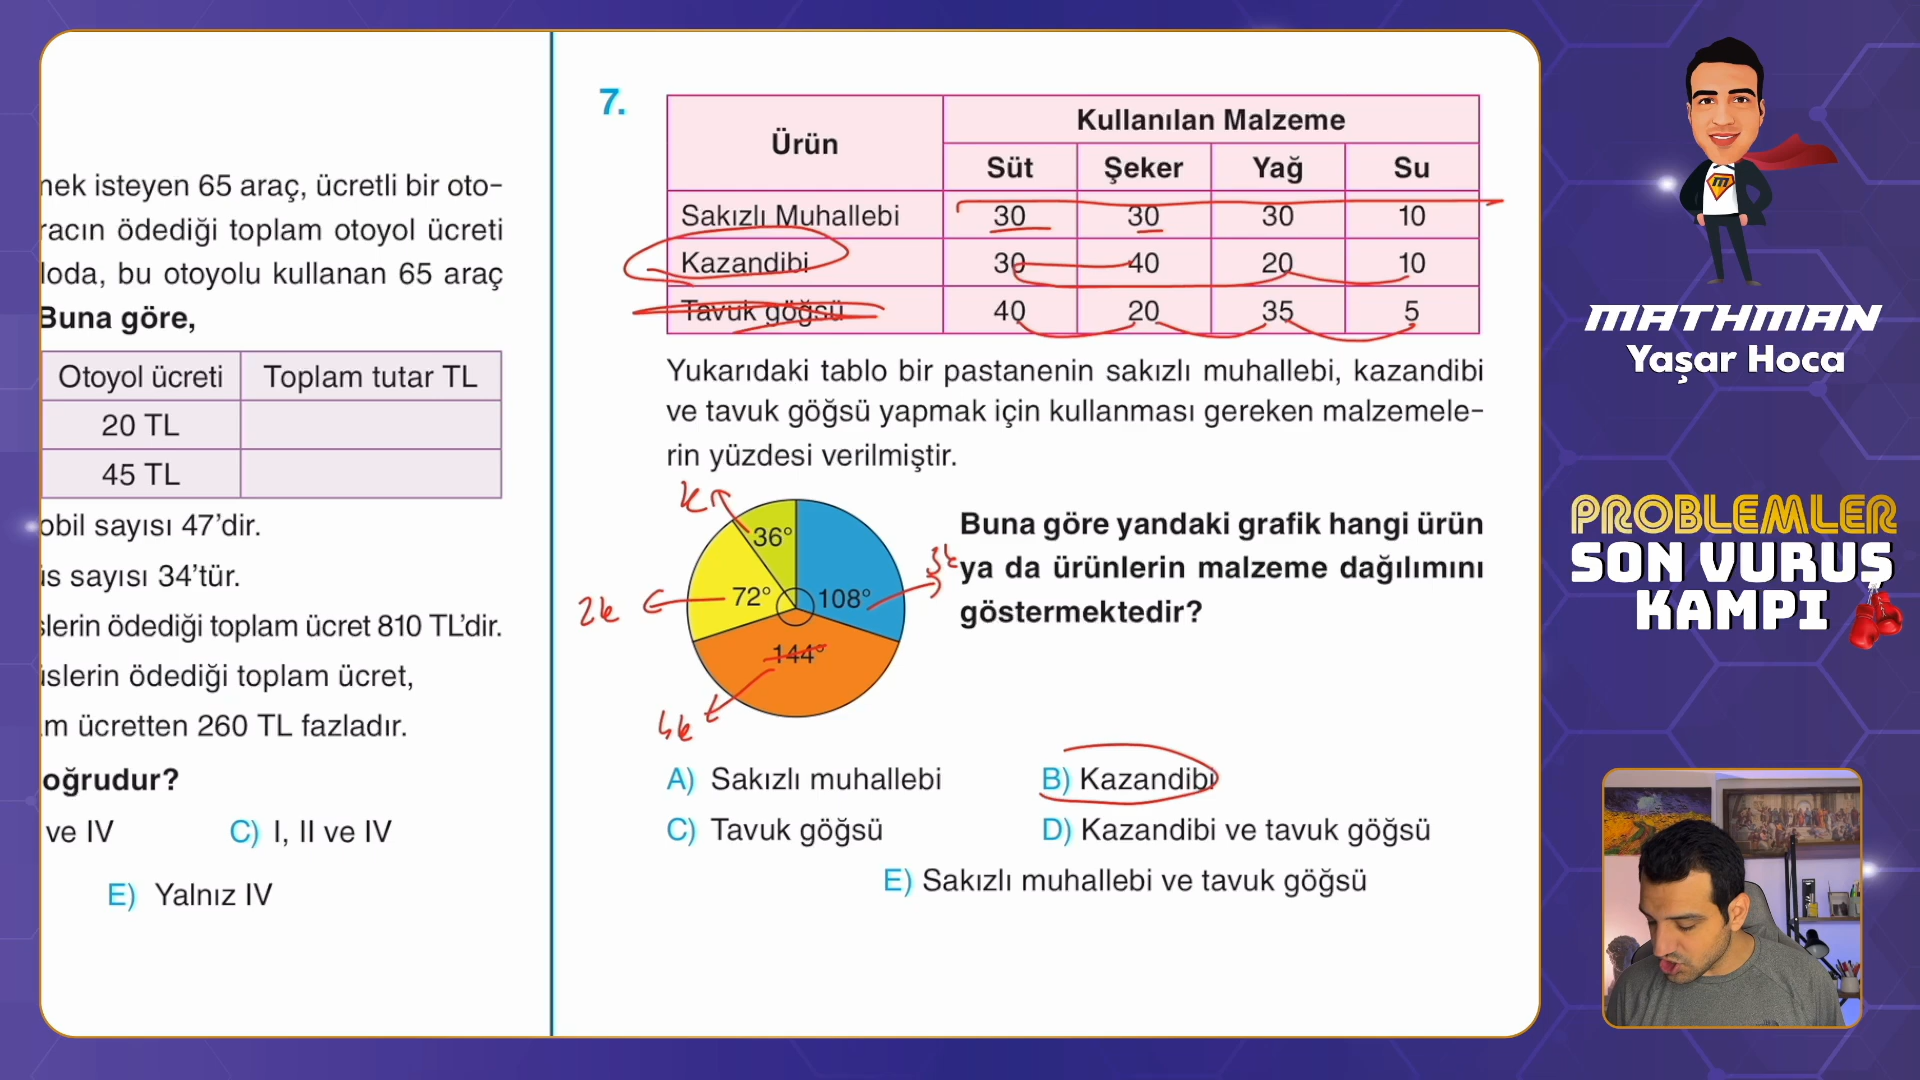 nek isteyen 65 araç, ücretli bir oto-
racın ödediği toplam otoyol ücreti
loda, bu otoyolu kullanan 65 araç
Buna göre,
Otoyol ücreti Toplam tutar TL
20 TL
45 TL
obil sayısı 47'dir.
üs sayısı 34'tür.
slerin ödediği toplam ücret 810 TL'dir.
üslerin ödediği toplam ücret,
m ücretten 260 TL fazladır.
oğrudur?
ve IV C) I, II ve IV
E) Yalnız IV
7.
Ürün Kullanılan Malzeme
Süt Şeker Yağ Su
Sakızlı Muhallebi 30 30 30 10
Kazandibi 30 40 20 10
Tavuk göğsü 40 20 35 5
Yukarıdaki tablo bir pastanenin sakızlı muhallebi, kazandibi
ve tavuk göğsü yapmak için kullanması gereken malzemele-
rin yüzdesi verilmiştir.
k
36°
72° 108°
144°
2k
3k
4k
Buna göre yandaki grafik hangi ürün
ya da ürünlerin malzeme dağılımını
göstermektedir?
A) Sakızlı muhallebi B) Kazandibi
C) Tavuk göğsü D) Kazandibi ve tavuk göğsü
E) Sakızlı muhallebi ve tavuk göğsü
m
MATHMAN
Yaşar Hoca
PROBLEMLER
SON VURUŞ
KAMPI